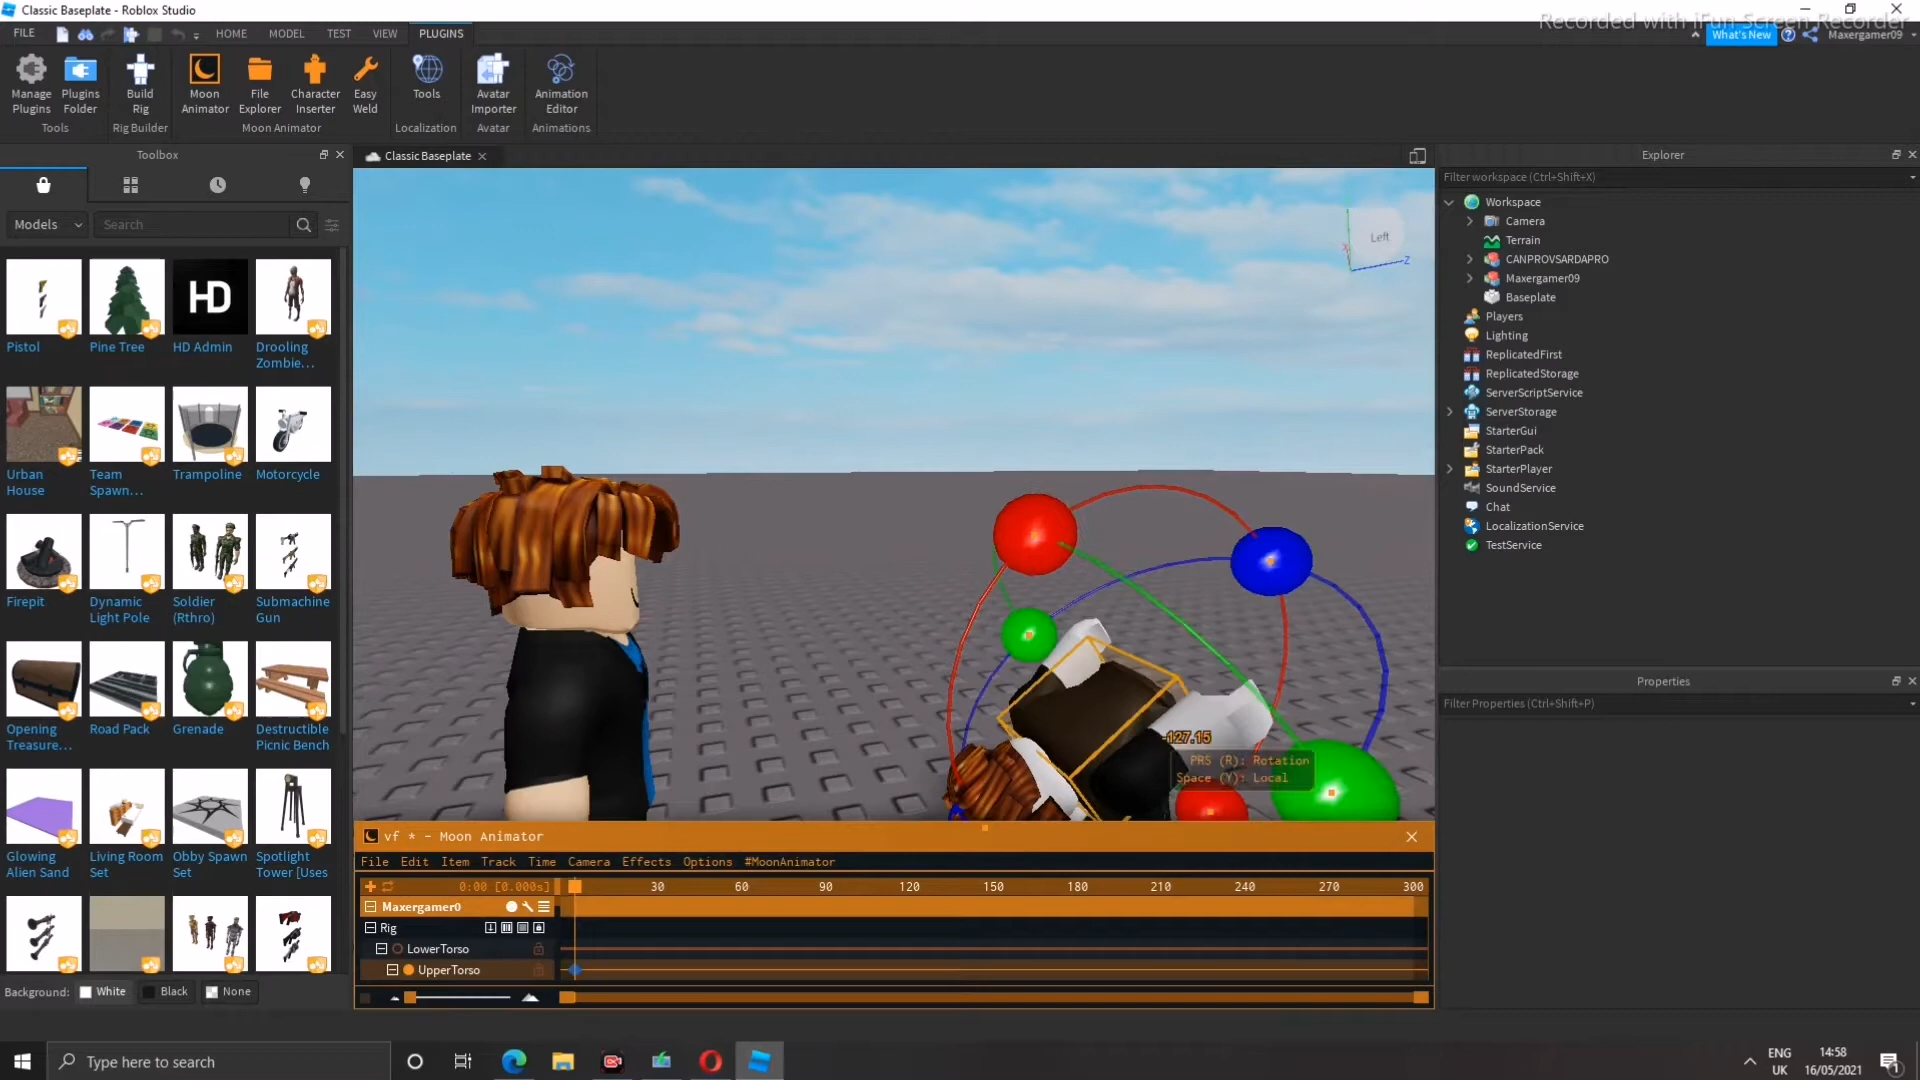 Classic Baseplate - Roblox Studio
Recorded with iFun Screen Recorder
FILE HOME MODEL TEST VIEW PLUGINS
What's New Maxergamer09
Manage Plugins
Plugins Folder
Build Rig
Moon Animator
File Explorer
Character Inserter
Easy Weld
Tools
Avatar Importer
Animation Editor
Tools Rig Builder Moon Animator Localization Avatar Animations
Toolbox
Models Search
Pistol
Pine Tree
HD
HD Admin
Drooling Zombie...
Urban House
Team Spawn...
Trampoline
Motorcycle
Firepit
Dynamic Light Pole
Soldier (Rthro)
Submachine Gun
Opening Treasure...
Road Pack
Grenade
Destructible Picnic Bench
Glowing Alien Sand
Living Room Set
Obby Spawn Set
Spotlight Tower [Uses
Background: White Black None
Classic Baseplate
Left
Z
-127.15
PRS (R): Rotation
Space (Y): Local
vf * - Moon Animator
File Edit Item Track Time Camera Effects Options #MoonAnimator
0:00 [0.000s] 30 60 90 120 150 180 210 240 270 300
Maxergamer0
Rig
LowerTorso
UpperTorso
Explorer
Filter workspace (Ctrl+Shift+X)
Workspace
Camera
Terrain
CANPROVSARDAPRO
Maxergamer09
Baseplate
Players
Lighting
ReplicatedFirst
ReplicatedStorage
ServerScriptService
ServerStorage
StarterGui
StarterPack
StarterPlayer
SoundService
Chat
LocalizationService
TestService
Properties
Filter Properties (Ctrl+Shift+P)
Type here to search
ENG
UK
14:58
16/05/2021
1